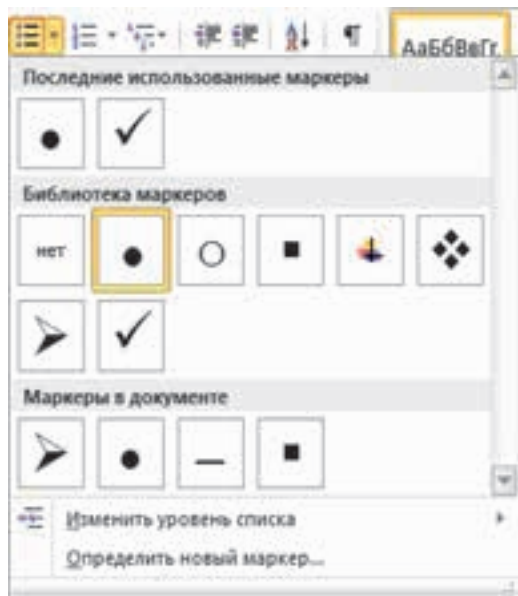 АаБбВвГг,
Последние использованные маркеры
Библиотека маркеров
нет
Маркеры в документе
Изменить уровень списка
Определить новый маркер...